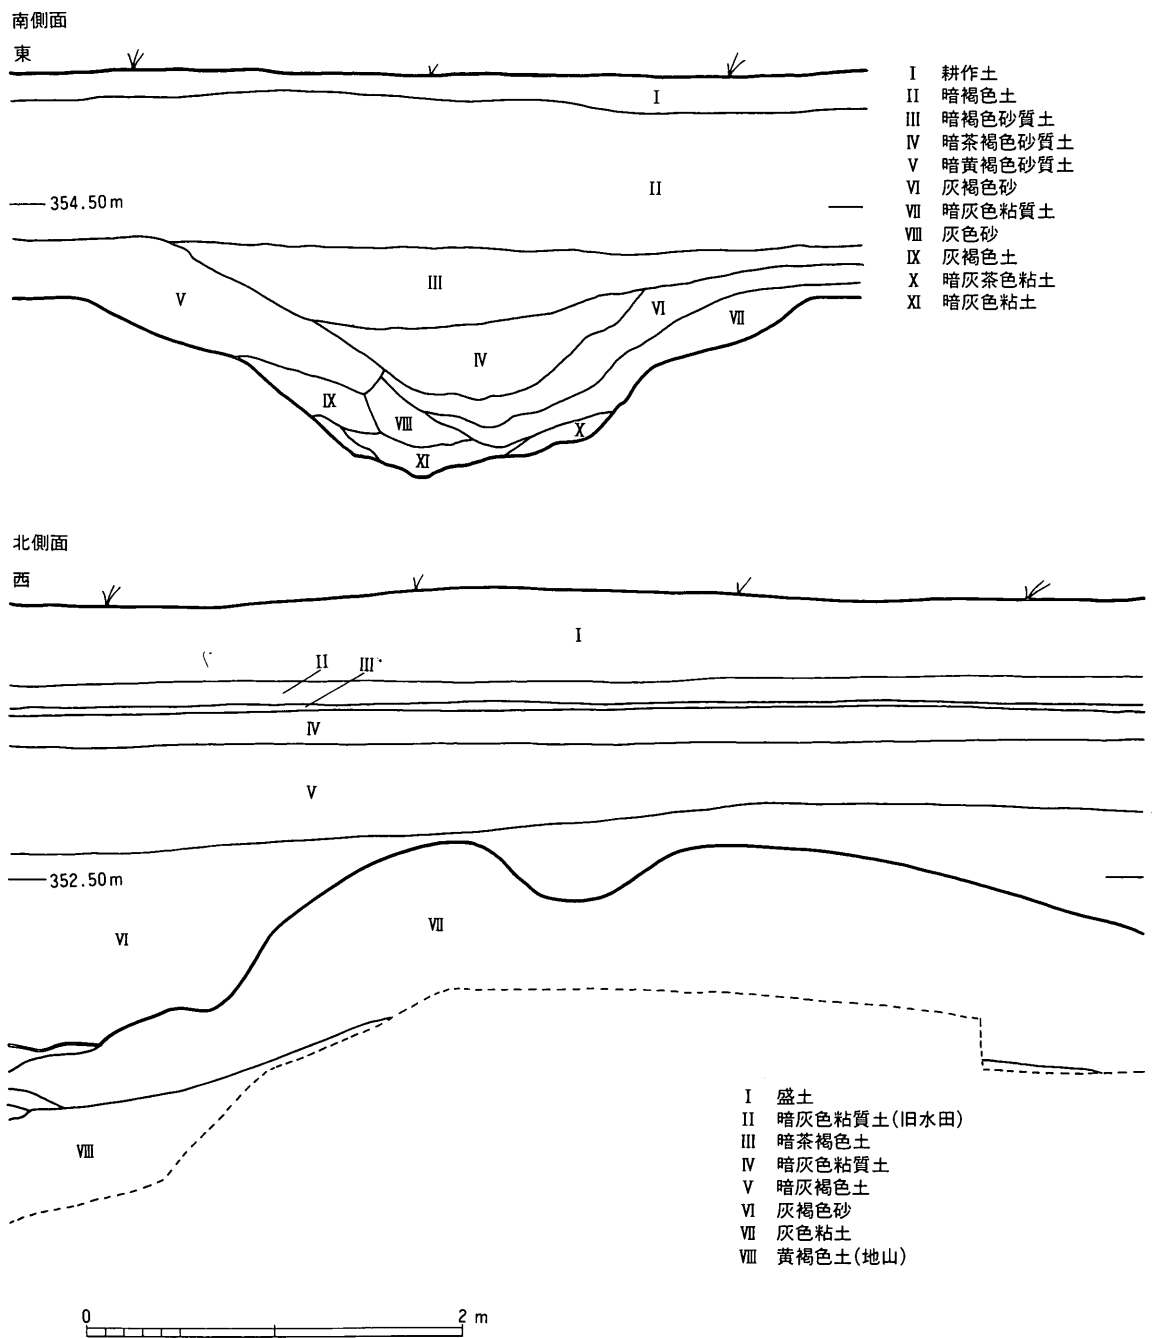 南側面
東
I 耕作土
II 暗褐色土
III 暗褐色砂質土
IV 暗茶褐色砂質土
V 暗黄褐色砂質土
VI 灰褐色砂
VII 暗灰色粘質土
VIII 灰色砂
IX 灰褐色土
X 暗灰茶色粘土
XI 暗灰色粘土
I
II
354.50m
III
V
VI
VII
IV
IX
VIII
X
XI
北側面
西
I
II
III
IV
V
352.50m
VII
VI
VIII
I 盛土
II 暗灰色粘質土(旧水田)
III 暗茶褐色土
IV 暗灰色粘質土
V 暗灰褐色土
VI 灰褐色砂
VII 灰色粘土
VIII 黄褐色土(地山)
0 2 m